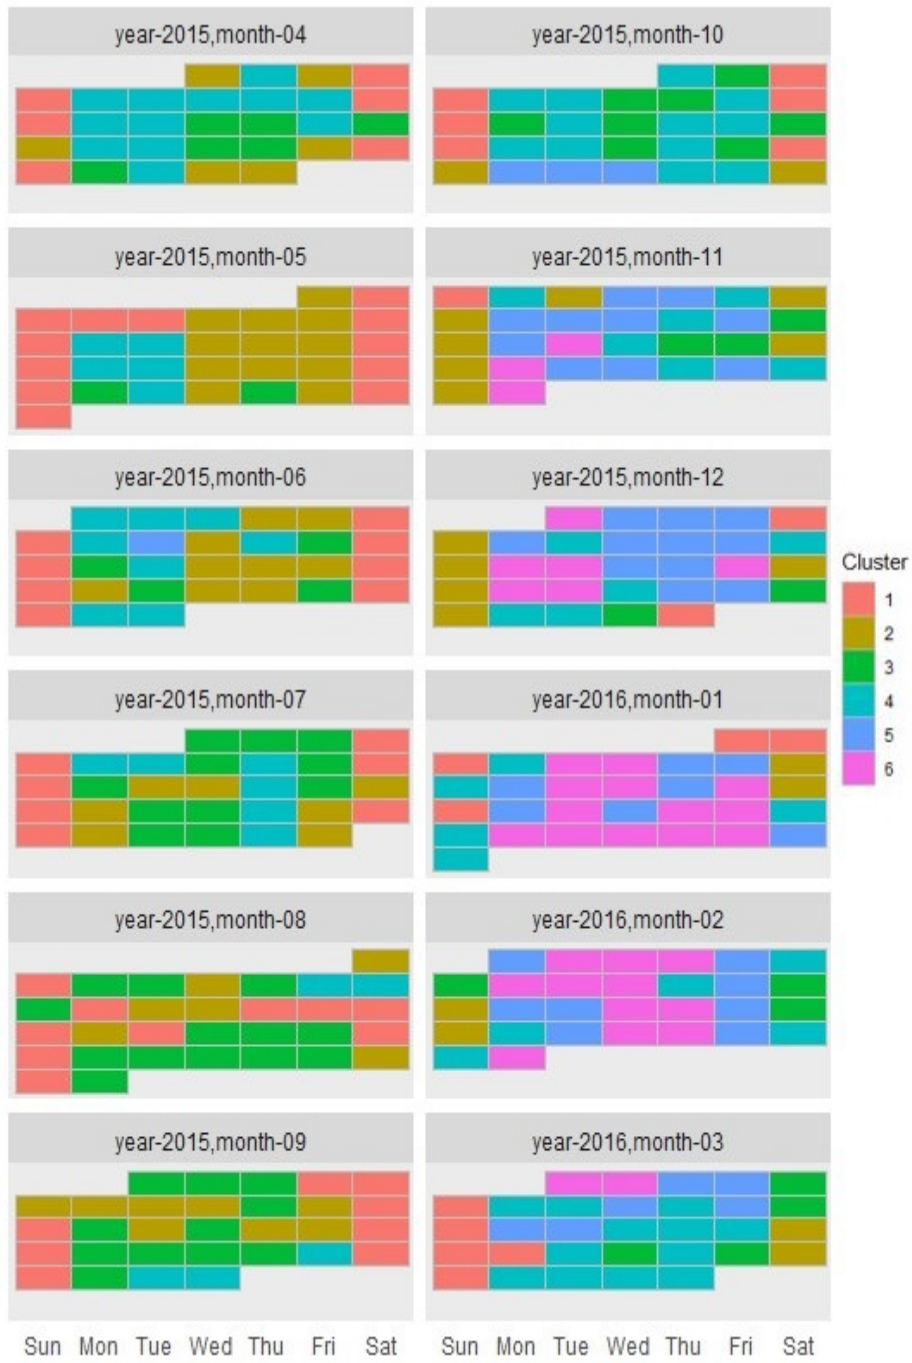 year-2015,month-04
year-2015,month-10
year-2015,month-05
year-2015,month-11
year-2015,month-06
year-2015,month-12
Cluster
1
2
3
4
5
6
year-2015,month-07
year-2016,month-01
year-2015,month-08
year-2016,month-02
year-2015,month-09
year-2016,month-03
Sun Mon Tue Wed Thu Fri Sat
Sun Mon Tue Wed Thu Fri Sat